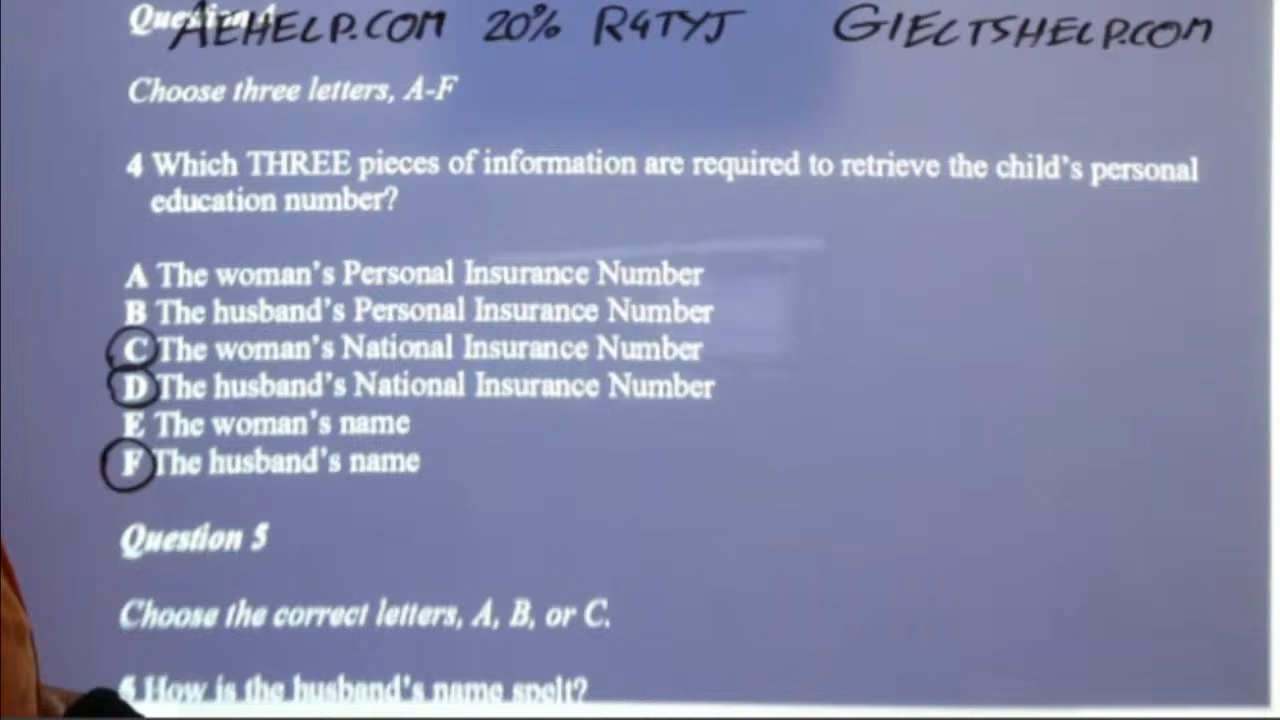 Question 4
AEHELP.COM 20% R4TYJ GIELTSHELP.COM
Choose three letters, A-F
4 Which THREE pieces of information are required to retrieve the child's personal
education number?
A The woman's Personal Insurance Number
B The husband's Personal Insurance Number
C The woman's National Insurance Number
D The husband's National Insurance Number
E The woman's name
F The husband's name
Question 5
Choose the correct letters, A, B, or C.
How is the husband's name spelt?